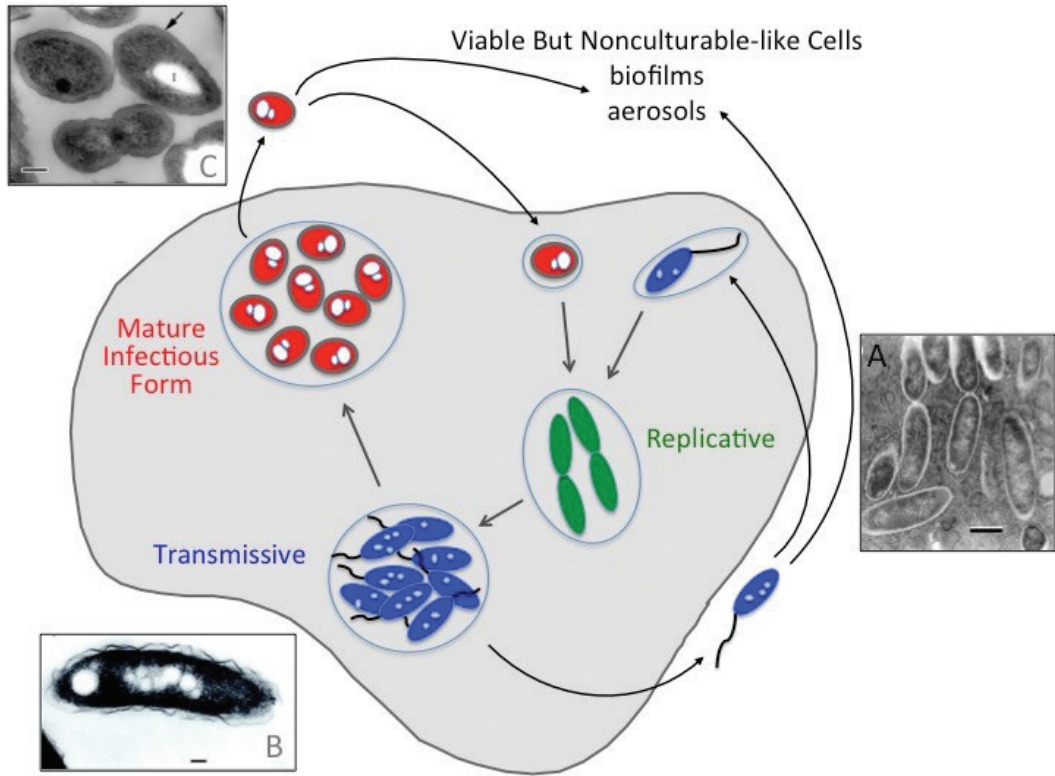 C
I
Viable But Nonculturable-like Cells
biofilms
aerosols
Mature
Infectious
Form
A
Replicative
Transmissive
B